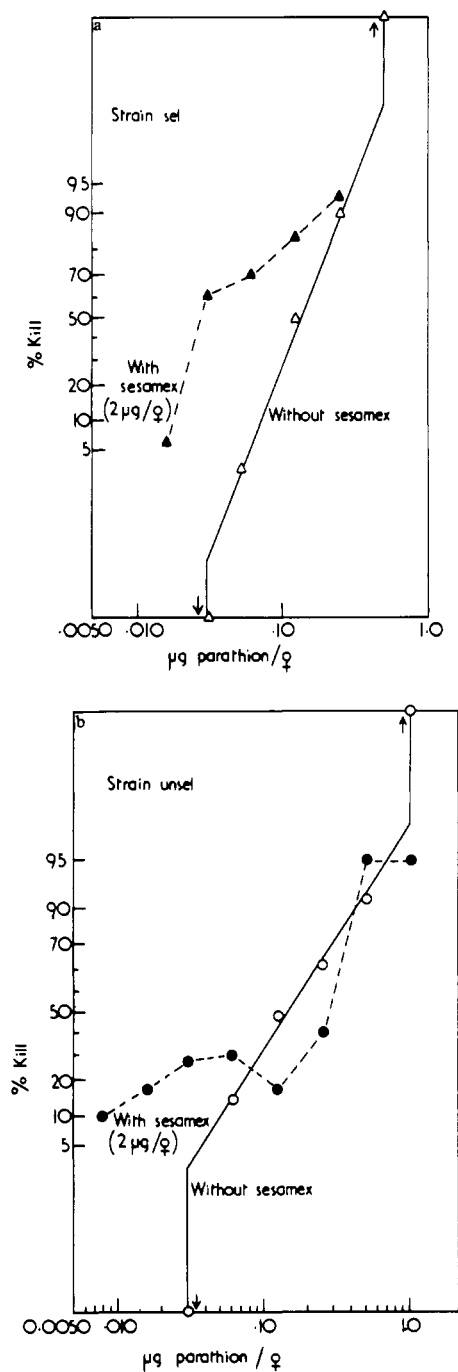 a
Strain sel
95
90
70
50
20
10
5
% Kill
With
sesamex
(2 µg/♀)
Without sesamex
.0050 .010 .10 1.0
µg parathion/♀
b
Strain unsel
95
90
70
50
20
10
5
% Kill
With sesamex
(2 µg/♀)
Without sesamex
0.0050 .010 .10 1.0
µg parathion/♀